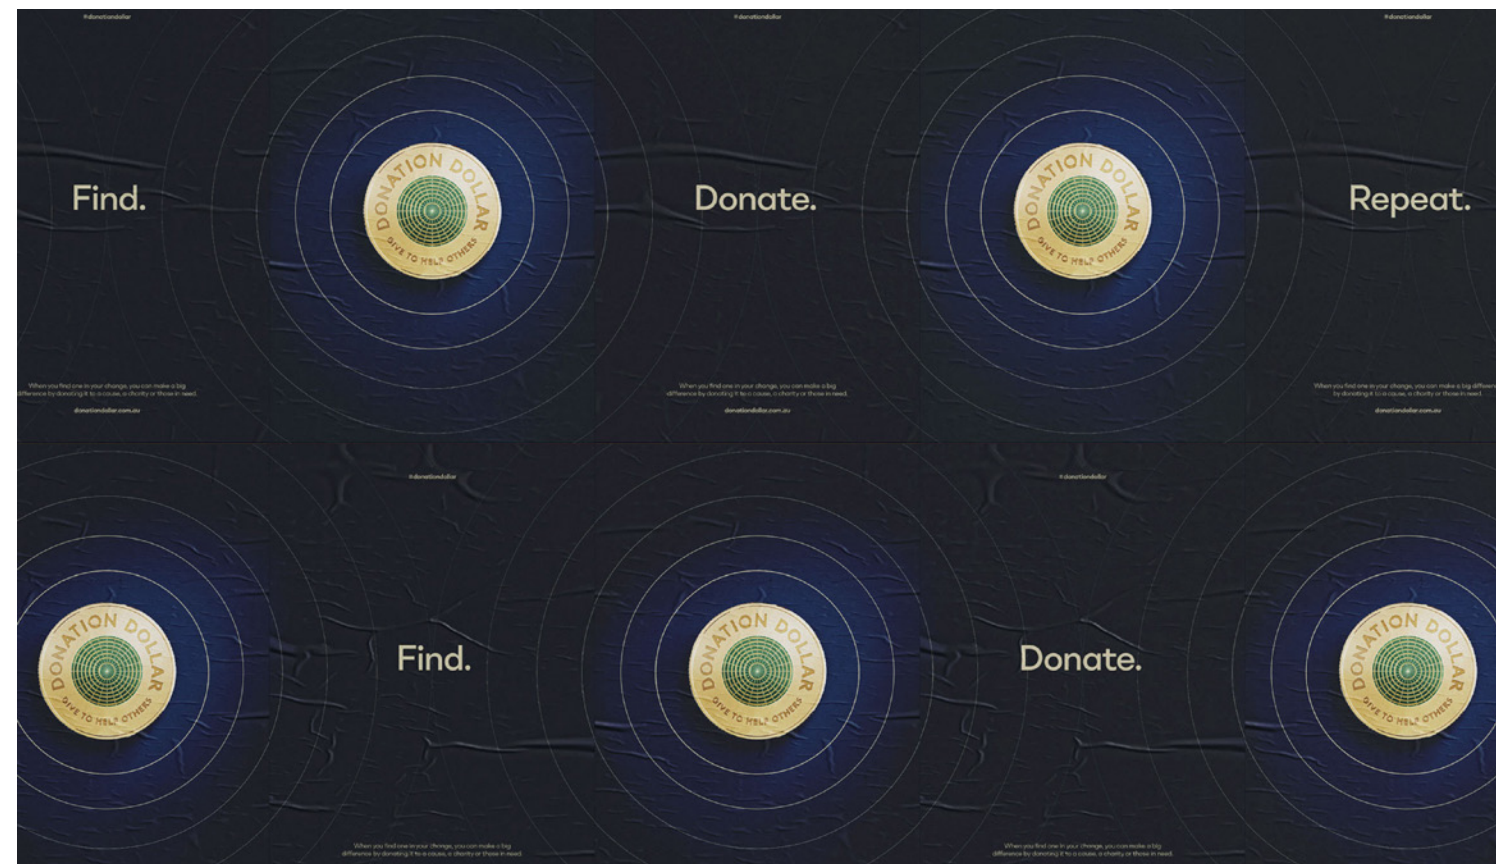 #donationdollar
#donationdollar
#donationdollar
DONATION DOLLAR
GIVE TO HELP OTHERS
DONATION DOLLAR
GIVE TO HELP OTHERS
Find.
Donate.
Repeat.
When you find one in your change, you can make a big
difference by donating it to a cause, a charity or those in need.
donationdollar.com.au
When you find one in your change, you can make a big
difference by donating it to a cause, a charity or those in need.
donationdollar.com.au
When you find one in your change, you can make a big differen
by donating it to a cause, a charity or those in need.
donationdollar.com.au
#donationdollar
#donationdollar
DONATION DOLLAR
GIVE TO HELP OTHERS
Find.
DONATION DOLLAR
GIVE TO HELP OTHERS
Donate.
DONATION DOLLAR
GIVE TO HELP OTHERS
When you find one in your change, you can make a big
difference by donating it to a cause, a charity or those in need.
When you find one in your change, you can make a big
difference by donating it to a cause, a charity or those in need.